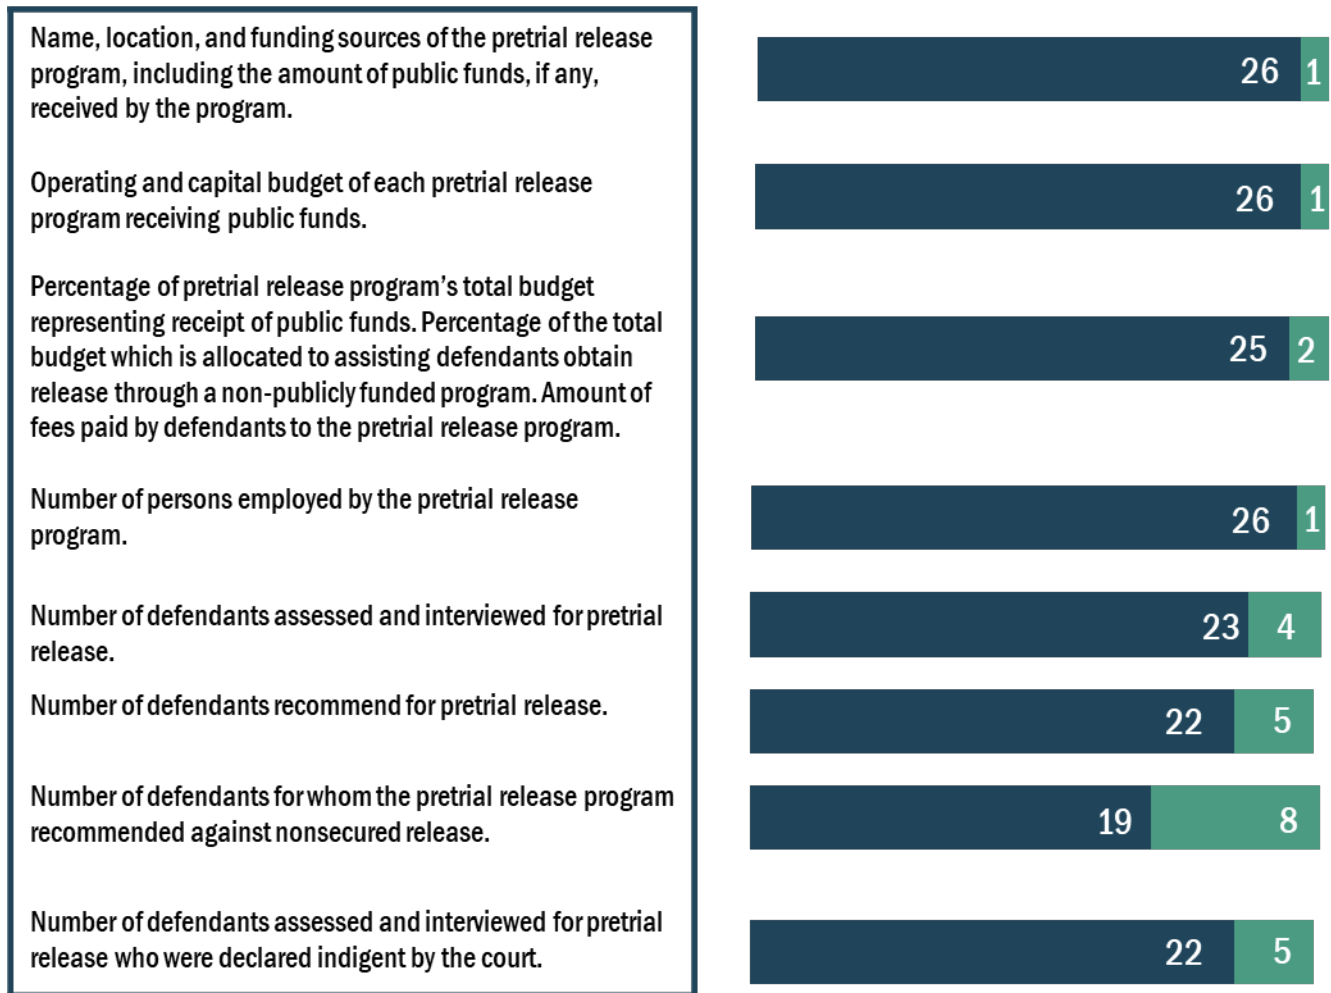 Name, location, and funding sources of the pretrial release
program, including the amount of public funds, if any,
received by the program.
26 1
Operating and capital budget of each pretrial release
program receiving public funds.
26 1
Percentage of pretrial release program's total budget
representing receipt of public funds. Percentage of the total
budget which is allocated to assisting defendants obtain
release through a non-publicly funded program. Amount of
fees paid by defendants to the pretrial release program.
25 2
Number of persons employed by the pretrial release
program.
26 1
Number of defendants assessed and interviewed for pretrial
release.
23 4
Number of defendants recommend for pretrial release.
22 5
Number of defendants for whom the pretrial release program
recommended against nonsecured release.
19 8
Number of defendants assessed and interviewed for pretrial
release who were declared indigent by the court.
22 5